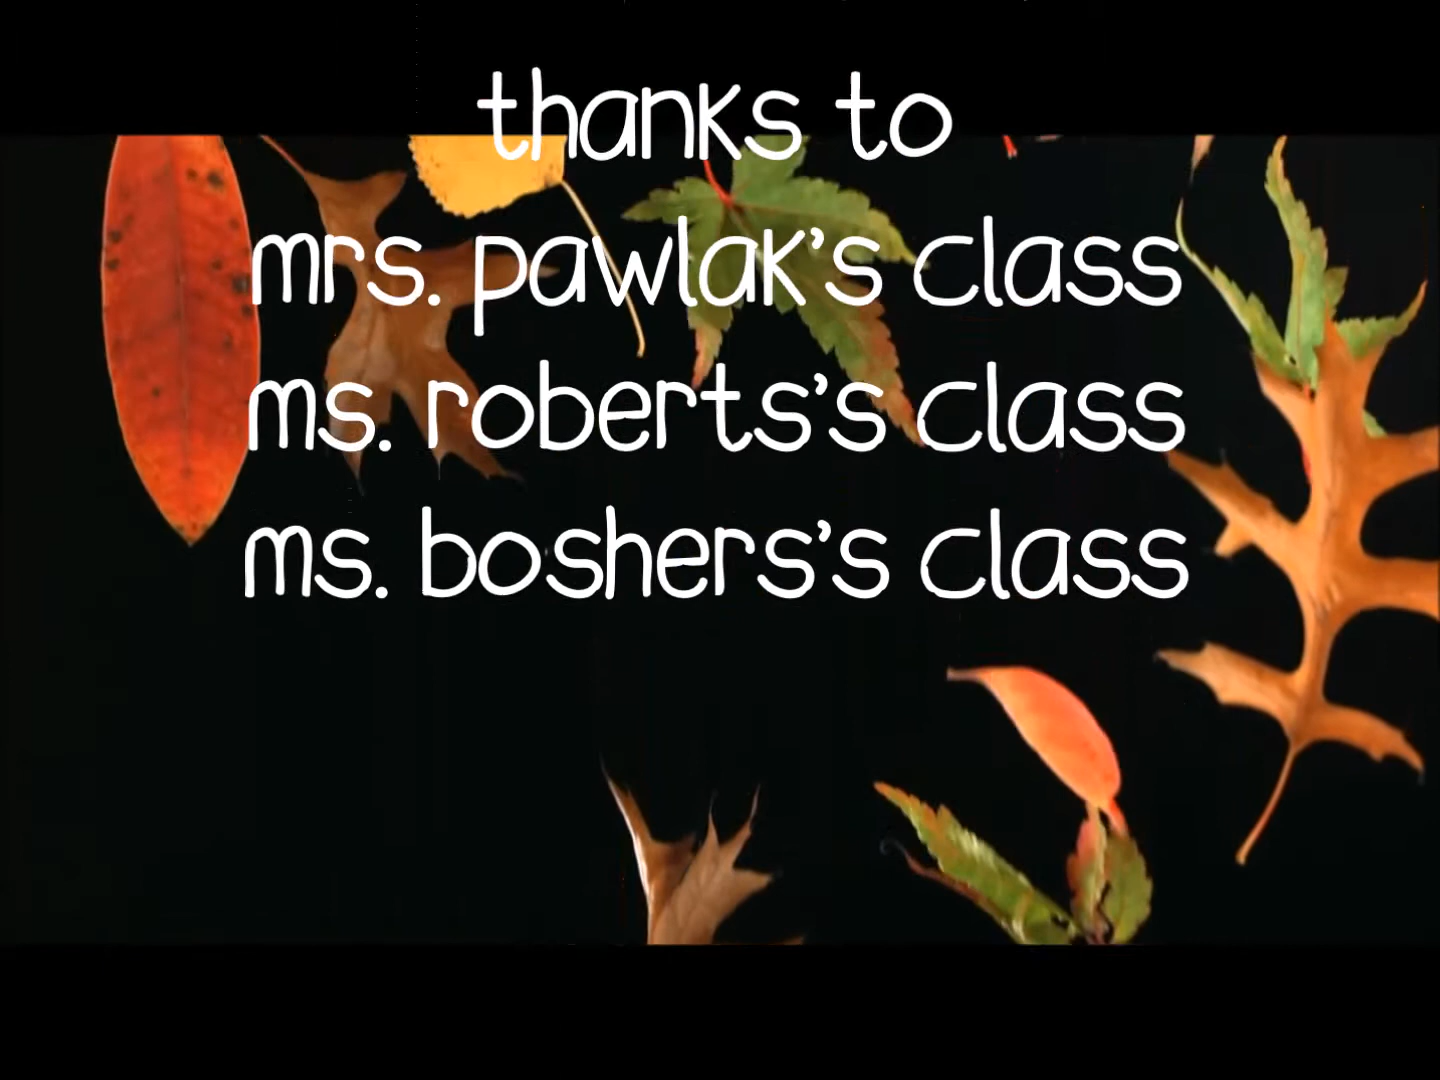 thanks to
mrs. pawlak's class
ms. roberts's class
ms. boshers's class